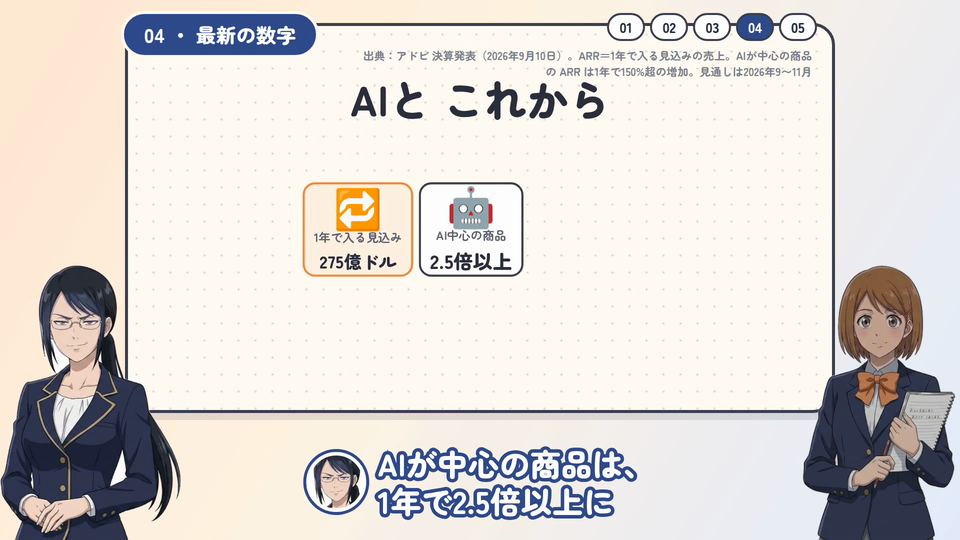 04 ・ 最新の数字
01 02 03 04 05
出典：アドビ 決算発表（2026年9月10日）。ARR＝1年で入る見込みの売上。AIが中心の商品
の ARR は1年で150%超の増加。見通しは2026年9〜11月
AIと これから
1年で入る見込み
275億ドル
AI中心の商品
2.5倍以上
AIが中心の商品は、
1年で2.5倍以上に